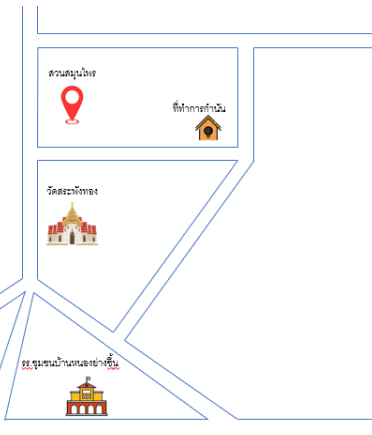 สวนสมุนไพร
ที่ทำการกำนัน
วัดสระพังทอง
รร.ชุมชนบ้านหนองย่างชิ้น